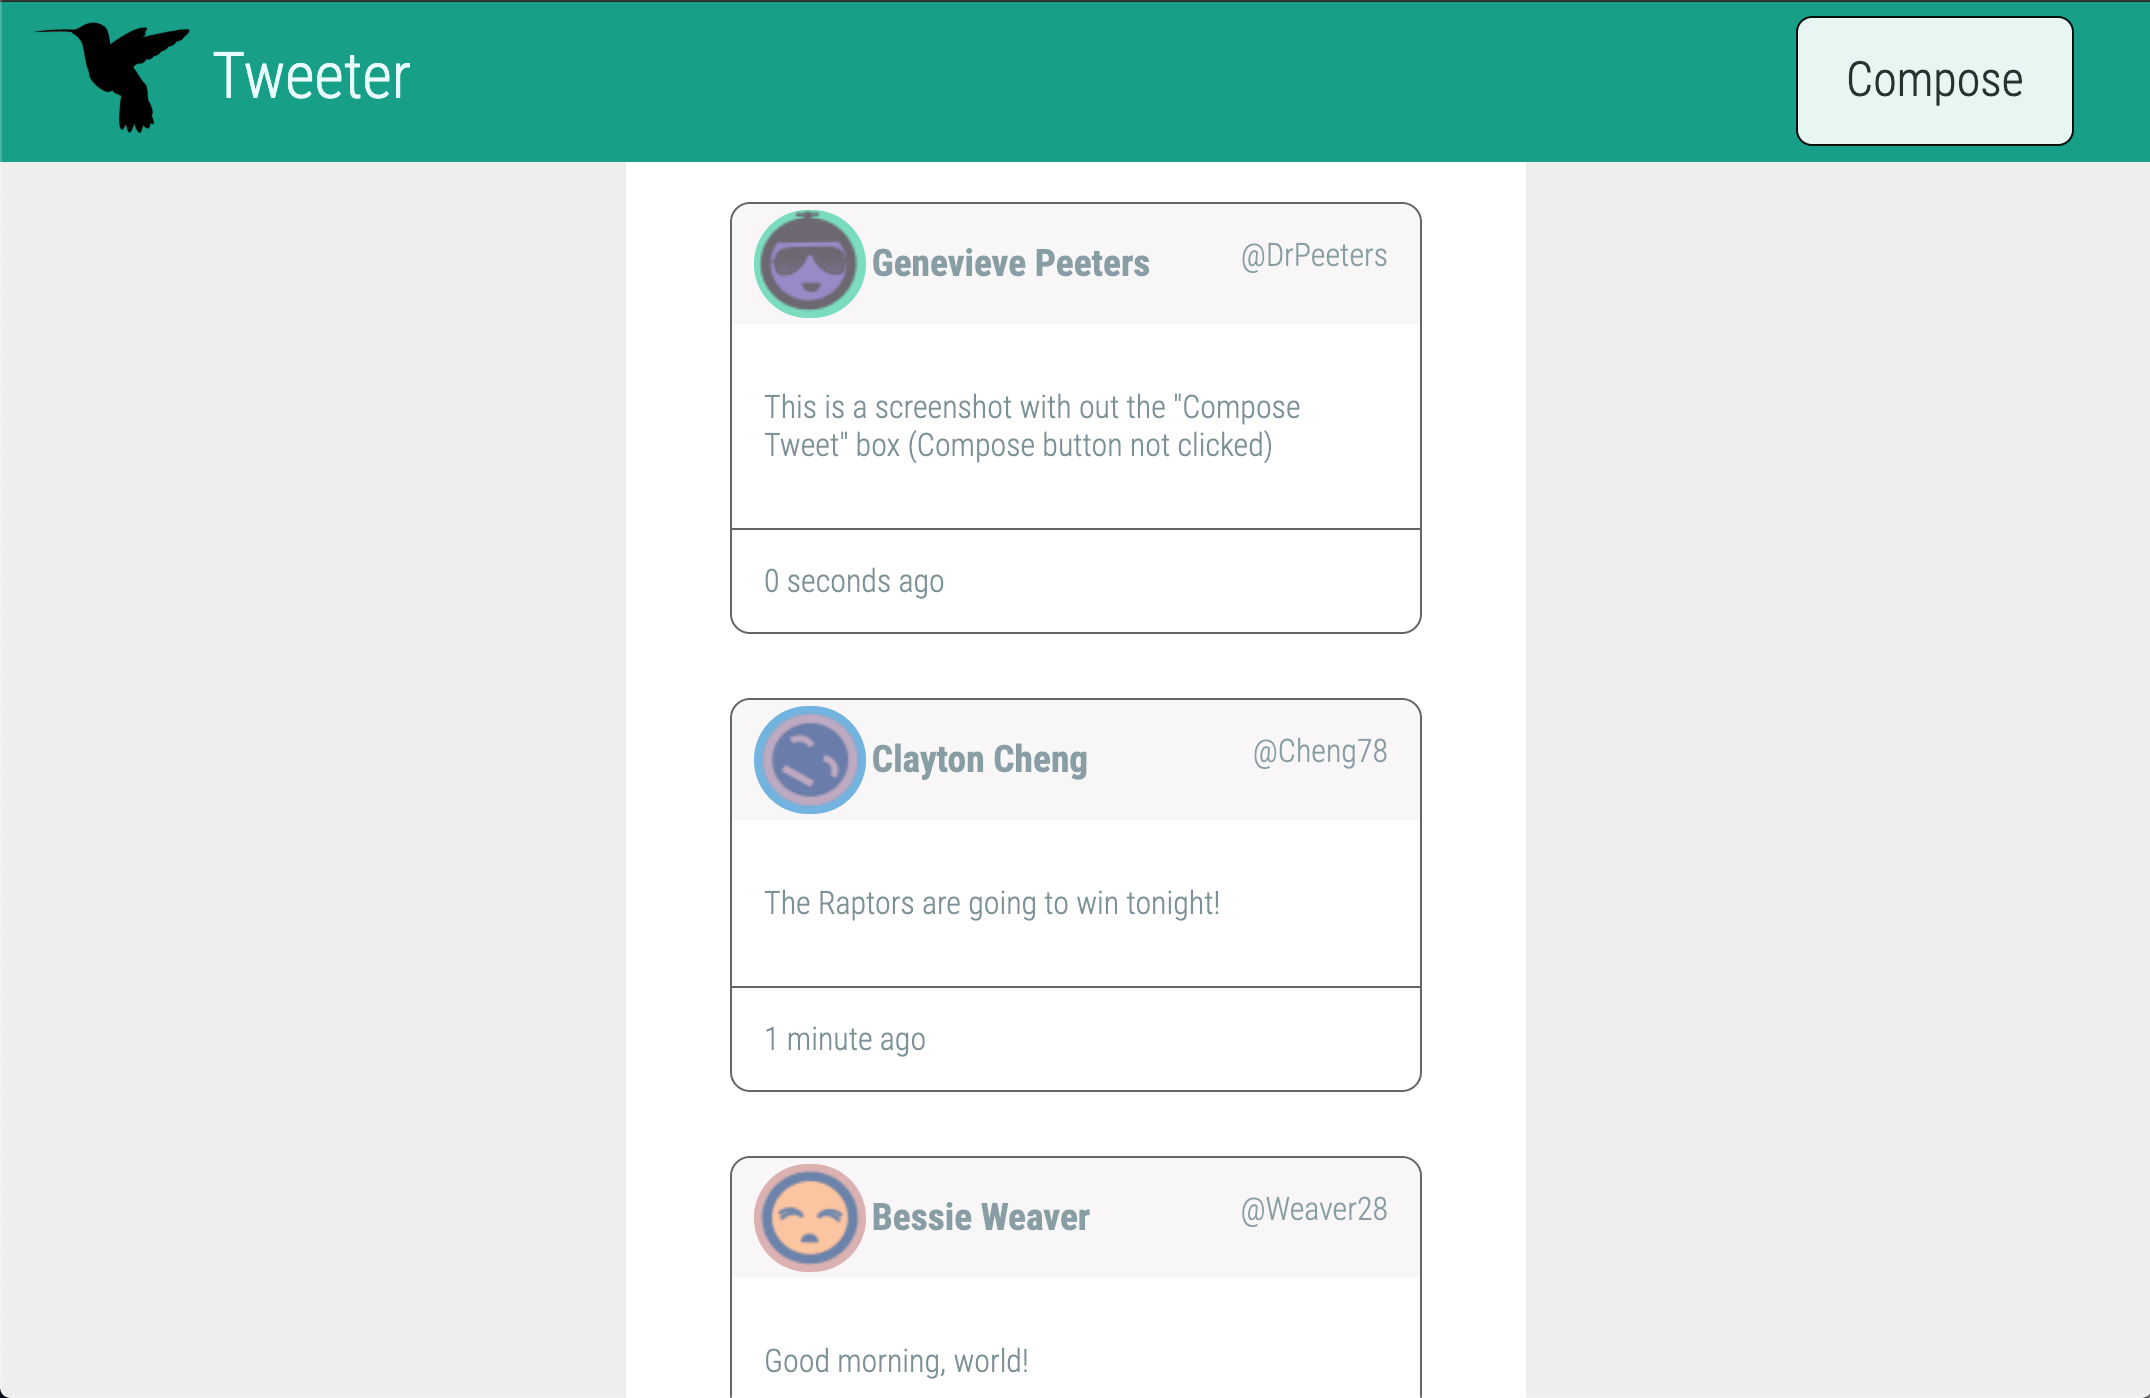 Tweeter
Compose
Genevieve Peeters
@DrPeeters
This is a screenshot with out the "Compose
Tweet" box (Compose button not clicked)
0 seconds ago
Clayton Cheng
@Cheng78
The Raptors are going to win tonight!
1 minute ago
Bessie Weaver
@Weaver28
Good morning, world!